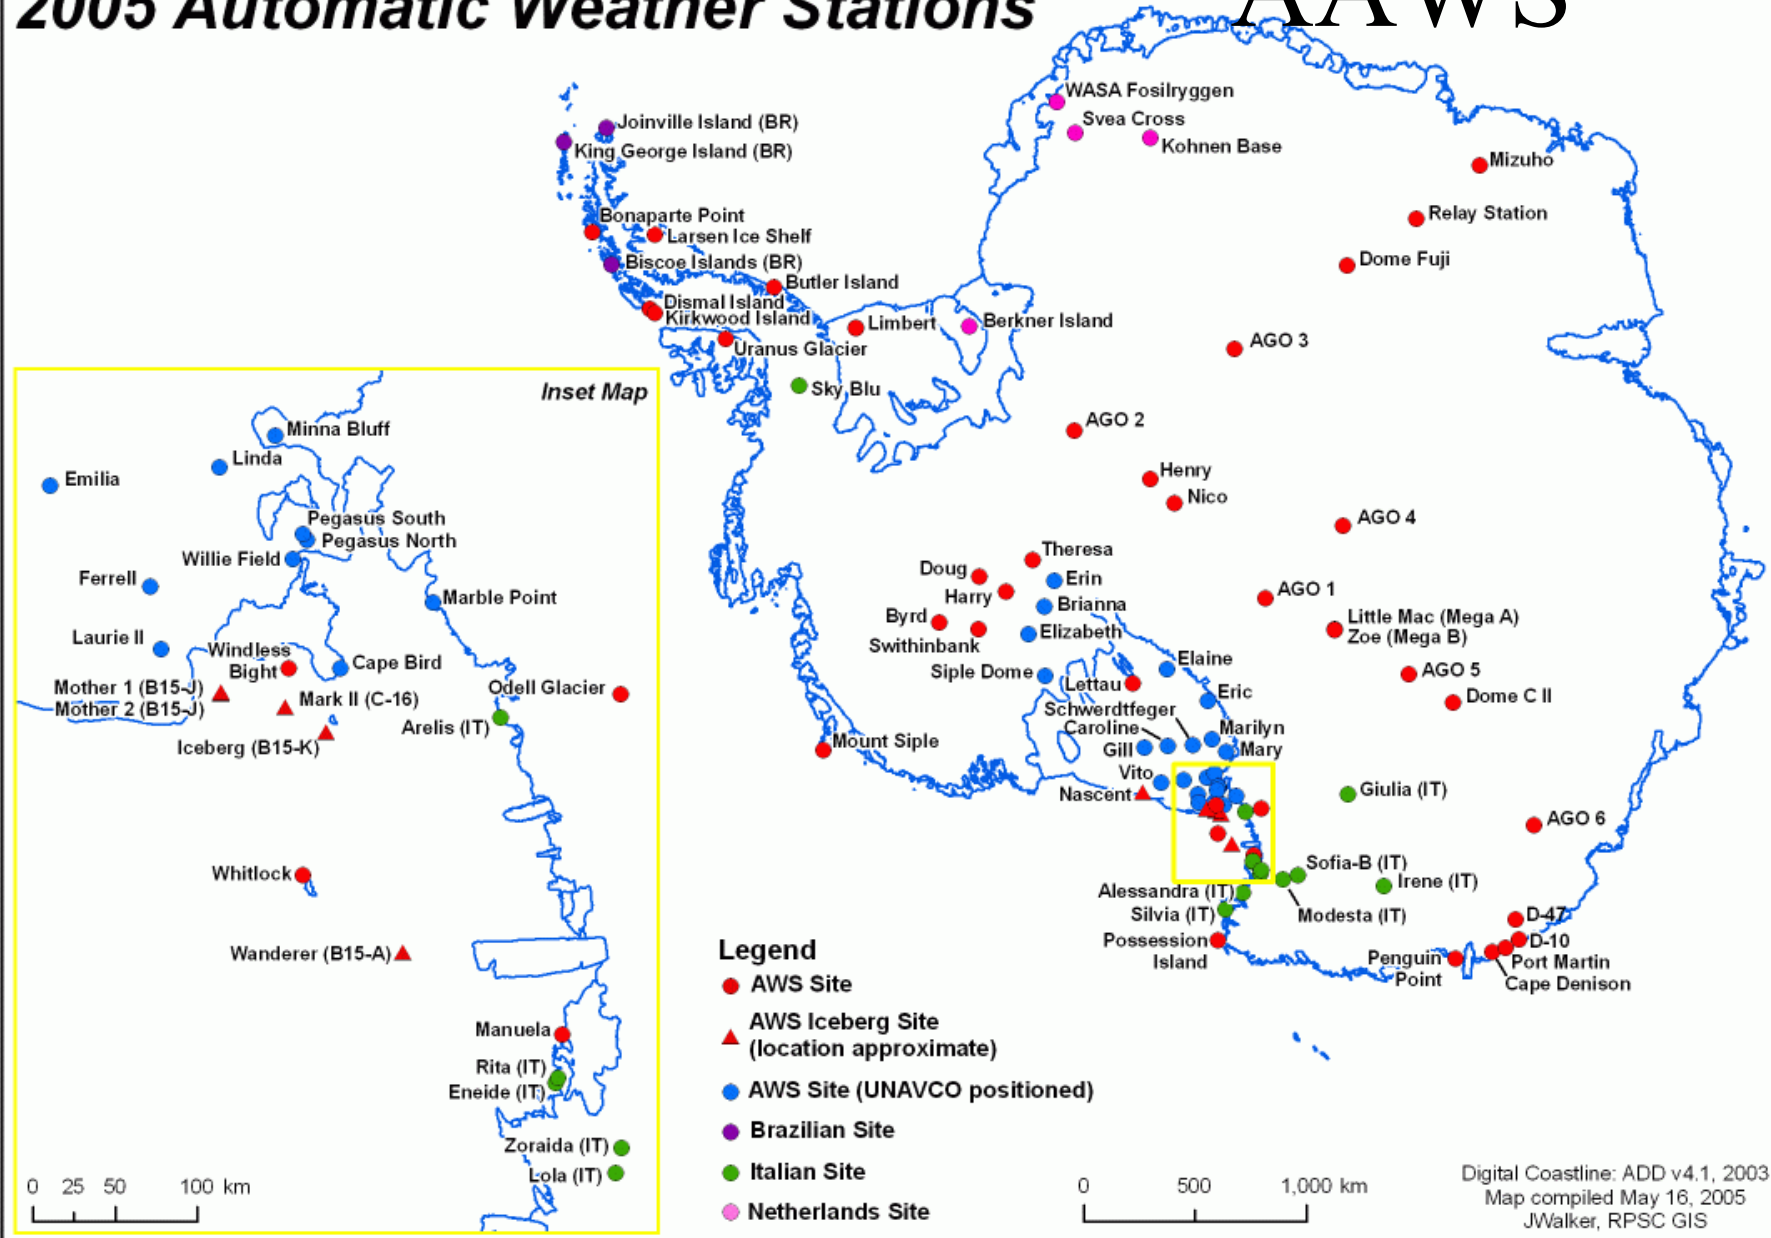 2005 Automatic Weather Stations
AAWS
WASA Fosilryggen
Svea Cross
Kohnen Base
Joinville Island (BR)
King George Island (BR)
Mizuho
Bonaparte Point
Relay Station
Larsen Ice Shelf
Biscoe Islands (BR)
Dome Fuji
Butler Island
Dismal Island
Kirkwood Island
Limbert
Berkner Island
Uranus Glacier
AGO 3
Sky Blu
AGO 2
Henry
Nico
AGO 4
Theresa
Doug
Erin
Harry
Brianna
AGO 1
Byrd
Elizabeth
Little Mac (Mega A)
Zoe (Mega B)
Swithinbank
Siple Dome
Elaine
AGO 5
Lettau
Eric
Dome C II
Schwerdtfeger
Caroline
Marilyn
Gill
Mary
Mount Siple
Vito
Nascent
Giulia (IT)
AGO 6
Sofia-B (IT)
Irene (IT)
Alessandra (IT)
Modesta (IT)
Silvia (IT)
D-47
Possession
Island
D-10
Penguin
Point
Port Martin
Cape Denison
Inset Map
Minna Bluff
Linda
Emilia
Pegasus South
Pegasus North
Willie Field
Ferrell
Marble Point
Laurie II
Windless
Bight
Cape Bird
Mother 1 (B15-J)
Mother 2 (B15-J)
Mark II (C-16)
Odell Glacier
Arelis (IT)
Iceberg (B15-K)
Whitlock
Wanderer (B15-A)
Manuela
Rita (IT)
Eneide (IT)
Zoraida (IT)
Lola (IT)
0 25 50 100 km
Legend
AWS Site
AWS Iceberg Site
(location approximate)
AWS Site (UNAVCO positioned)
Brazilian Site
Italian Site
Netherlands Site
0 500 1,000 km
Digital Coastline: ADD v4.1, 2003
Map compiled May 16, 2005
JWalker, RPSC GIS